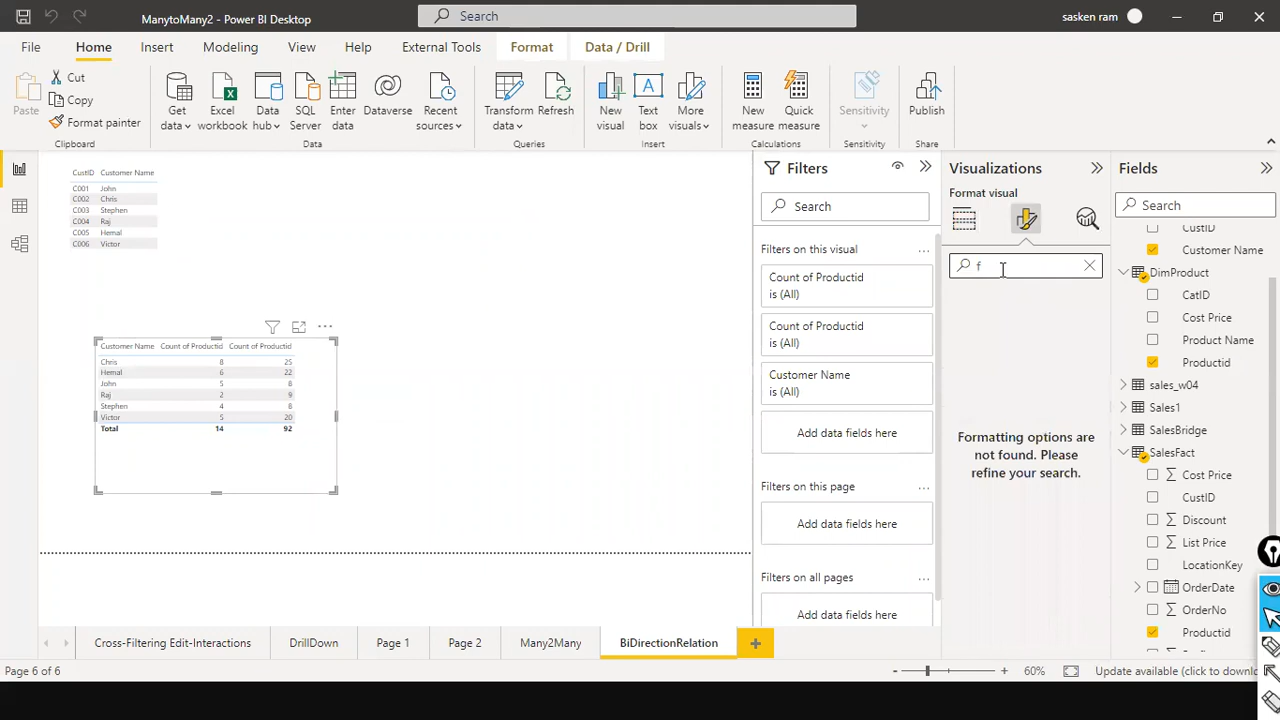 ManytoMany2 - Power BI Desktop
Search
sasken ram
File
Home
Insert
Modeling
View
Help
External Tools
Format
Data / Drill
Paste
Cut
Copy
Format painter
Clipboard
Get data
Excel workbook
Data hub
SQL Server
Enter data
Dataverse
Recent sources
Data
Transform data
Refresh
Queries
New visual
Text box
More visuals
Insert
New measure
Quick measure
Calculations
Sensitivity
Sensitivity
Publish
Share
CustID Customer Name
C001 John
C002 Chris
C003 Stephen
C004 Raj
C005 Hemal
C006 Victor
Customer Name Count of Productid Count of Productid
Chris 8 25
Hemal 6 22
John 5 8
Raj 2 9
Stephen 4 8
Victor 5 20
Total 14 92
Filters
Search
Filters on this visual
Count of Productid
is (All)
Count of Productid
is (All)
Customer Name
is (All)
Add data fields here
Filters on this page
Add data fields here
Filters on all pages
Add data fields here
Visualizations
Format visual
f
Formatting options
are not found. Please
refine your search.
Fields
Search
CustID
Customer Name
DimProduct
CatID
Cost Price
Product Name
Productid
sales_w04
Sales1
SalesBridge
SalesFact
Cost Price
CustID
Discount
List Price
LocationKey
OrderDate
OrderNo
Productid
Cross-Filtering Edit-Interactions
DrillDown
Page 1
Page 2
Many2Many
BiDirectionRelation
Page 6 of 6
- + 60%
Update available (click to downlo